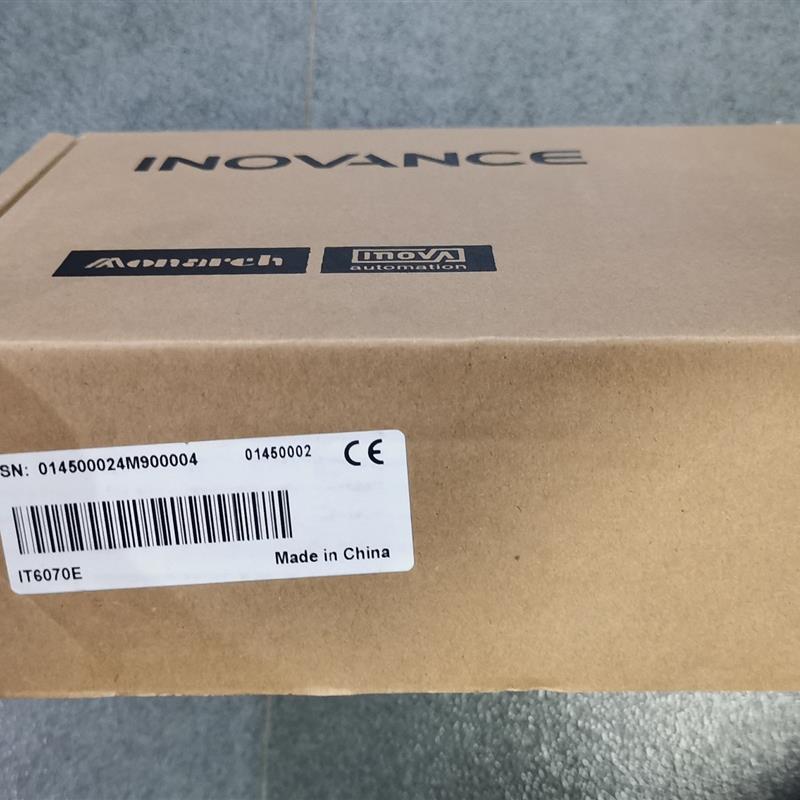 INOVANCE
Monarch inovA
automation
SN: 014500024M900004 01450002 CE
IT6070E Made in China